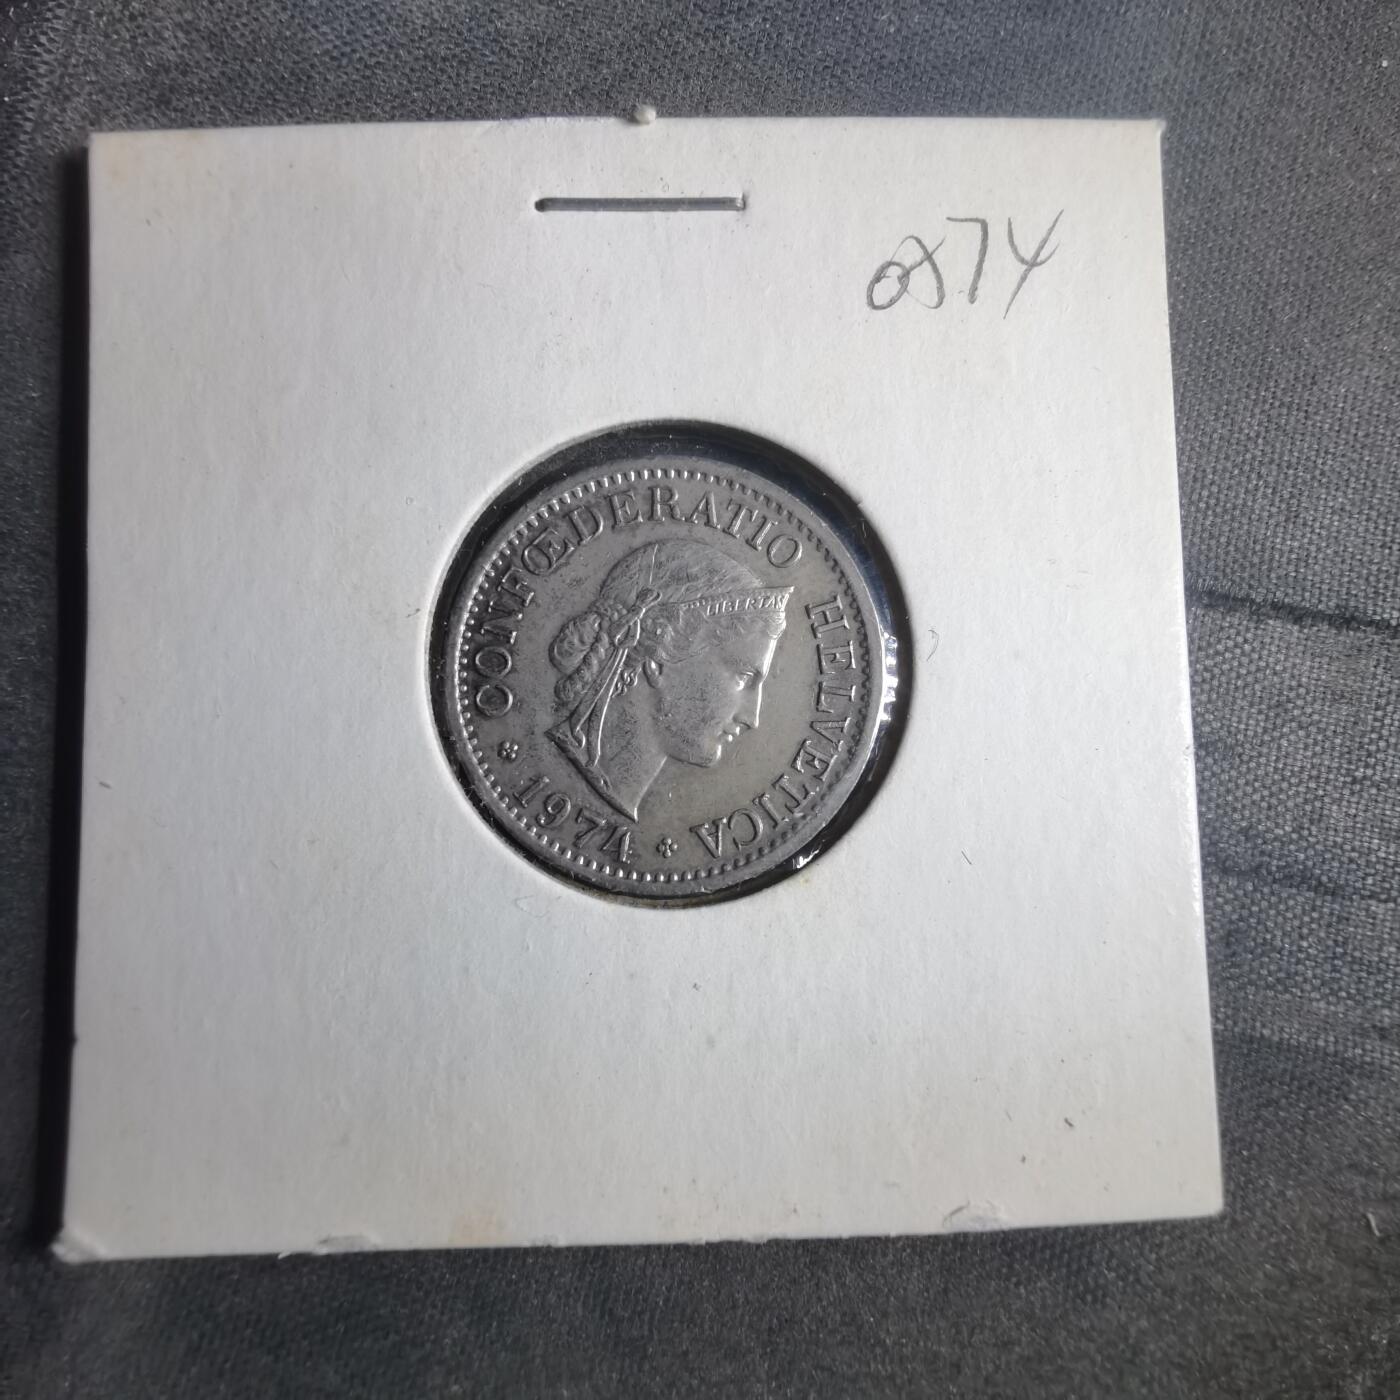 0874
CONFŒDERATIO HELVETICA
LIBERTAS
1974